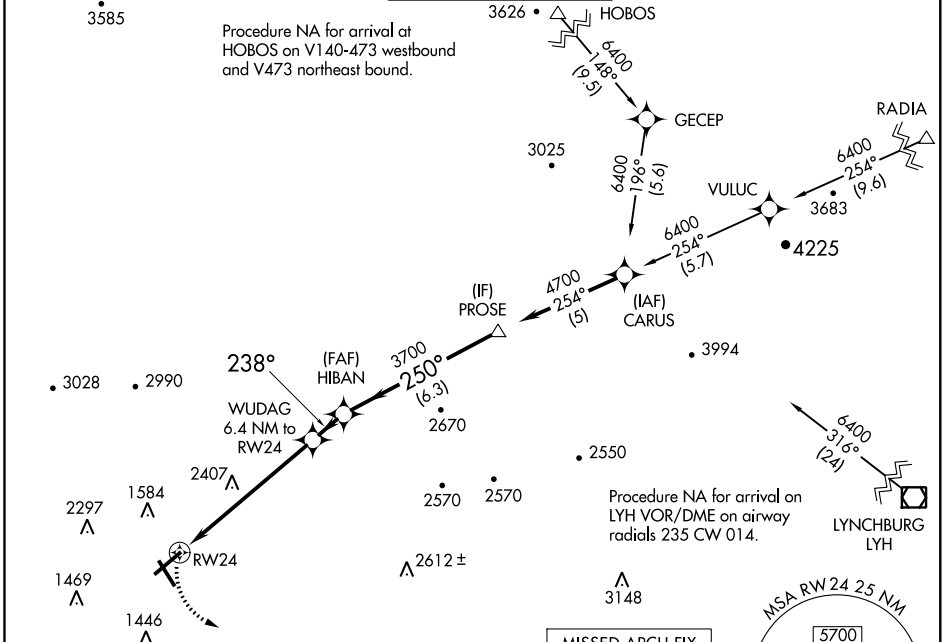 3585
Procedure NA for arrival at
HOBOS on V140-473 westbound
and V473 northeast bound.
3626
HOBOS
6400
148°
(9.5)
GECEP
RADIA
3025
6400
196°
(5.6)
6400
254°
(9.6)
VULUC
3683
6400
254°
(5.7)
4225
4700
254°
(5)
(IF)
PROSE
(IAF)
CARUS
3700
250°
(6.3)
238°
(FAF)
HIBAN
3994
3028
2990
WUDAG
6.4 NM to
RW24
2670
6400
316°
(24)
2407
2550
1584
2570
2570
2297
Procedure NA for arrival on
LYH VOR/DME on airway
radials 235 CW 014.
LYNCHBURG
LYH
RW24
2612 ±
1469
3148
1446
MSA RW24 25 NM
5700
MISSED APCH FIX